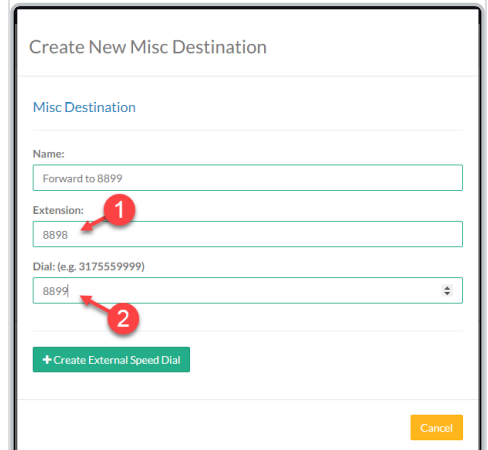 Create New Misc Destination
Misc Destination
Name:
Forward to 8899
Extension:
1
8898
Dial: (e.g. 3175559999)
8899
2
+Create External Speed Dial
Cancel